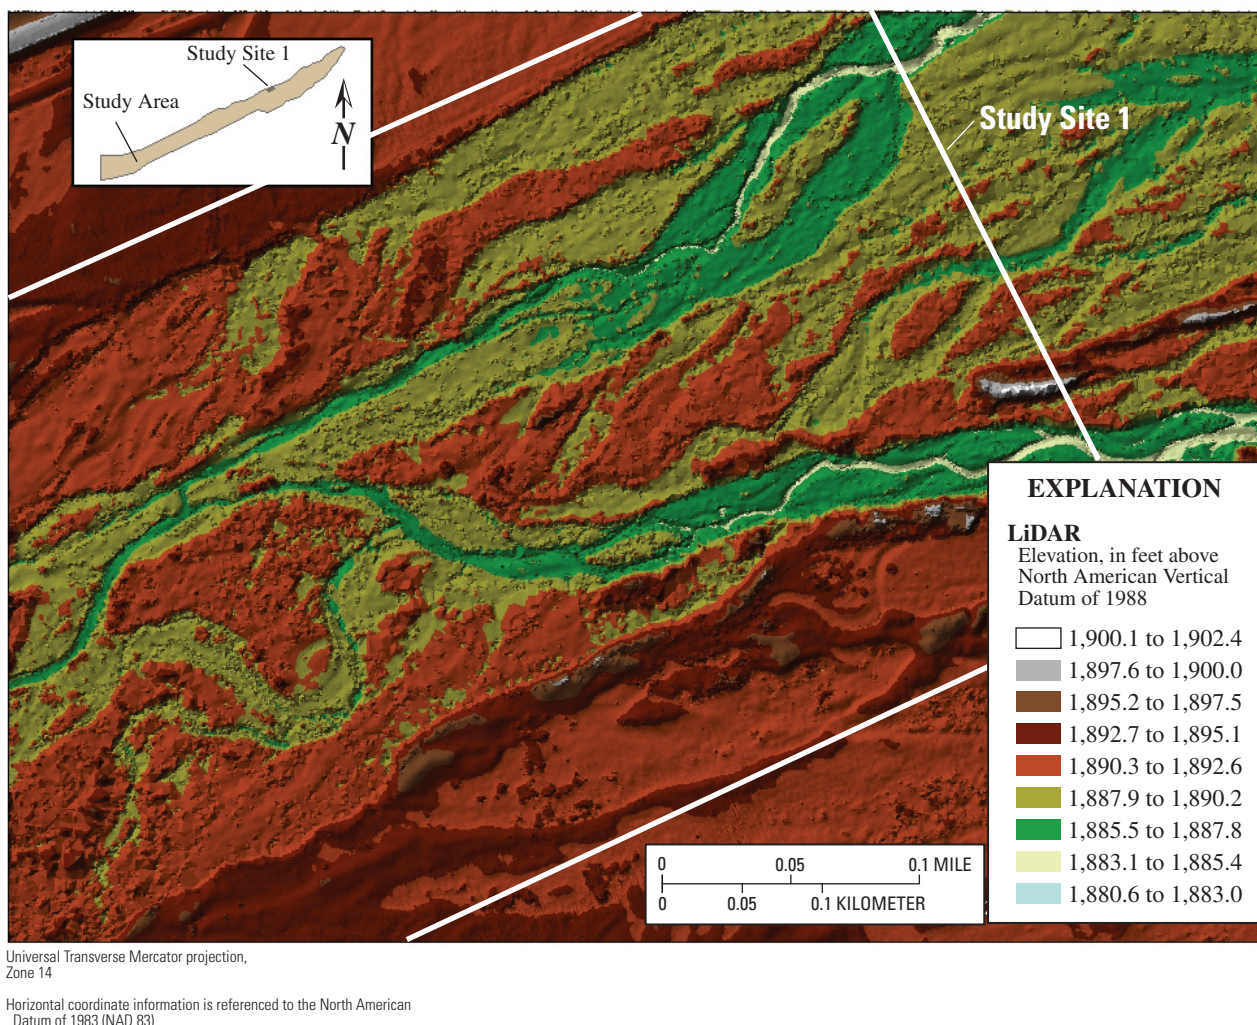 Study Site 1
Study Area
N
Study Site 1
EXPLANATION
LiDAR
Elevation, in feet above
North American Vertical
Datum of 1988
1,900.1 to 1,902.4
1,897.6 to 1,900.0
1,895.2 to 1,897.5
1,892.7 to 1,895.1
1,890.3 to 1,892.6
1,887.9 to 1,890.2
1,885.5 to 1,887.8
1,883.1 to 1,885.4
1,880.6 to 1,883.0
0 0.05 0.1 MILE
0 0.05 0.1 KILOMETER
Universal Transverse Mercator projection,
Zone 14
Horizontal coordinate information is referenced to the North American
Datum of 1983 (NAD 83)